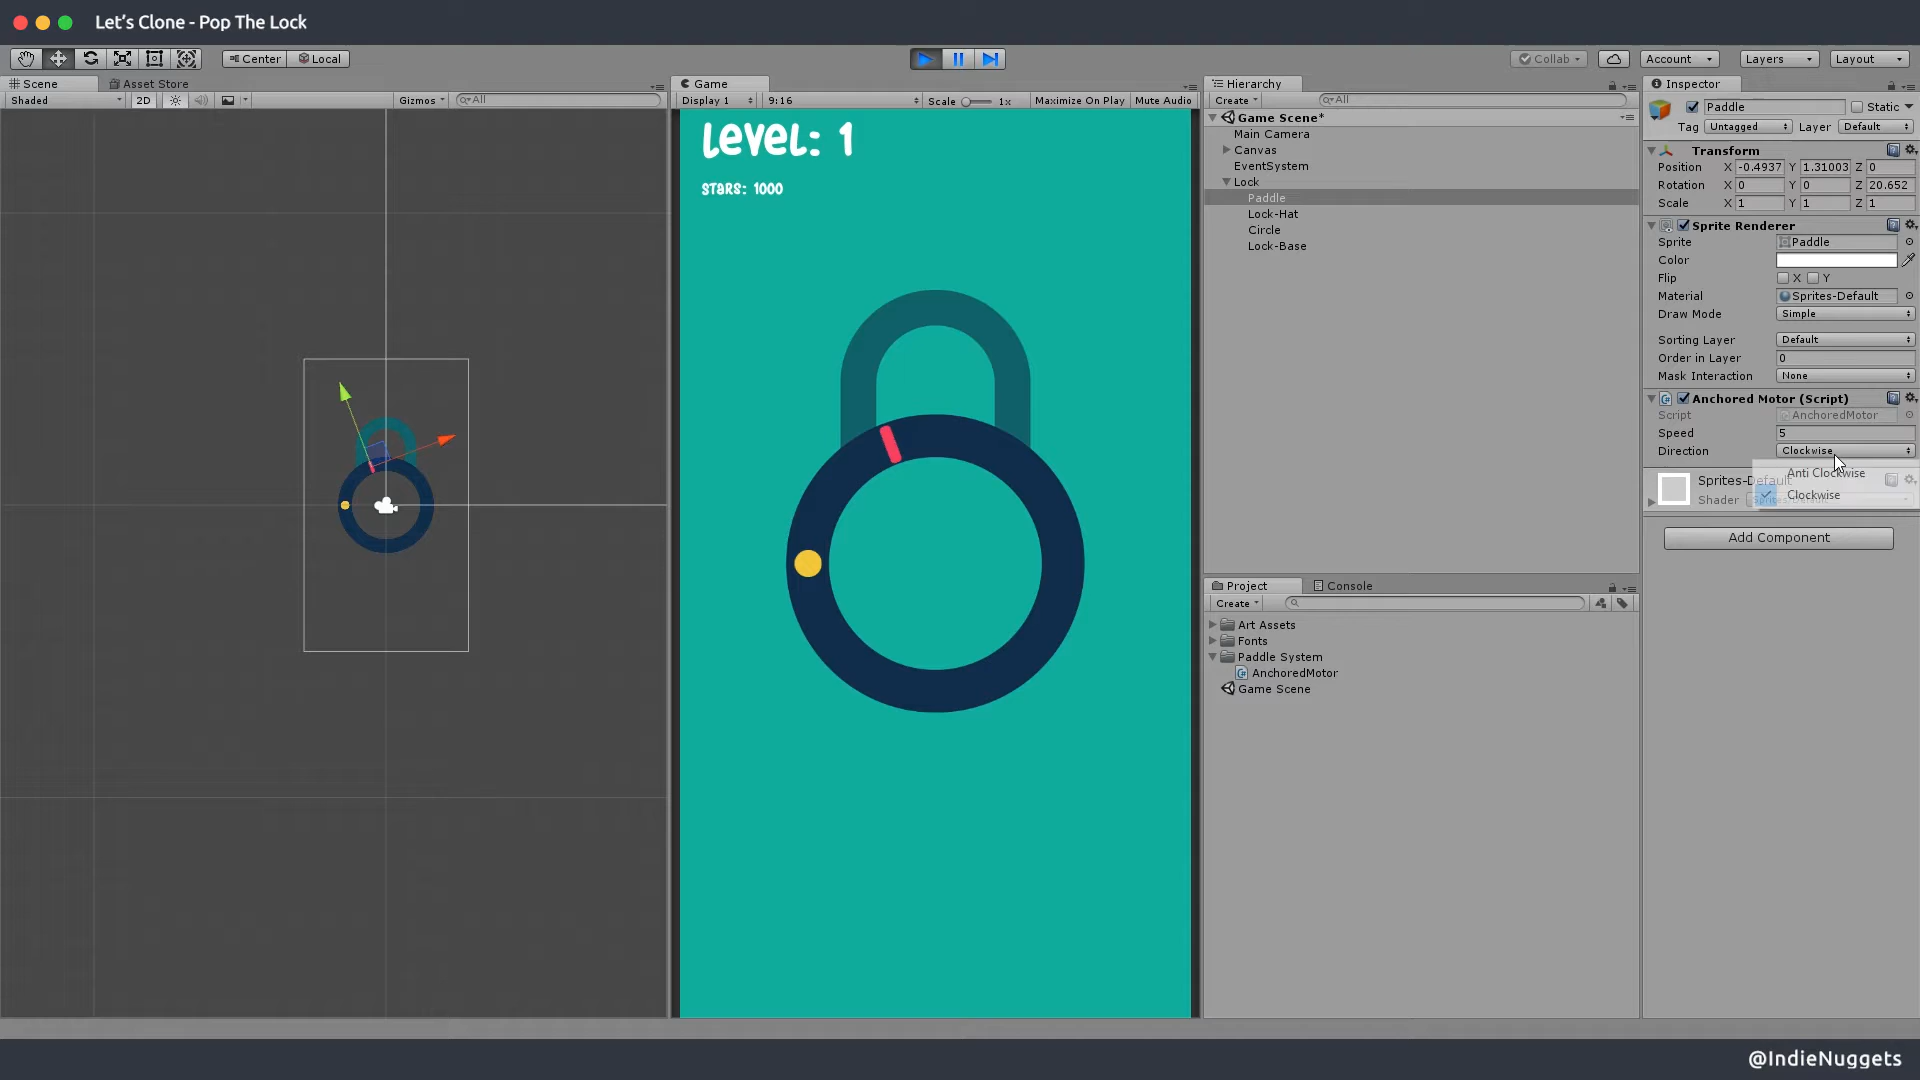 Let's Clone - Pop The Lock
Center Local
Collab Account Layers Layout
Scene Asset Store
Shaded 2D Gizmos All
Game
Display 1 9:16 Scale 1x Maximize On Play Mute Audio
LEVEL: 1
STARS: 1000
Hierarchy
Create All
Game Scene*
Main Camera
Canvas
EventSystem
Lock
Paddle
Lock-Hat
Circle
Lock-Base
Project Console
Create
Art Assets
Fonts
Paddle System
AnchoredMotor
Game Scene
Inspector
Paddle Static
Tag Untagged Layer Default
Transform
Position X -0.4937 Y 1.31003 Z 0
Rotation X 0 Y 0 Z 20.652
Scale X 1 Y 1 Z 1
Sprite Renderer
Sprite Paddle
Color
Flip X Y
Material Sprites-Default
Draw Mode Simple
Sorting Layer Default
Order in Layer 0
Mask Interaction None
Anchored Motor (Script)
Script AnchoredMotor
Speed 5
Direction Clockwise
Anti Clockwise
Clockwise
Sprites-Default
Shader
Add Component
@IndieNuggets